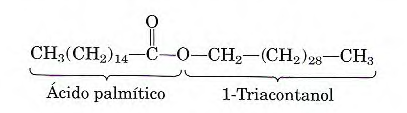 O
CH₃(CH₂)₁₄—C—O—CH₂—(CH₂)₂₈—CH₃
Ácido palmítico 1-Triacontanol